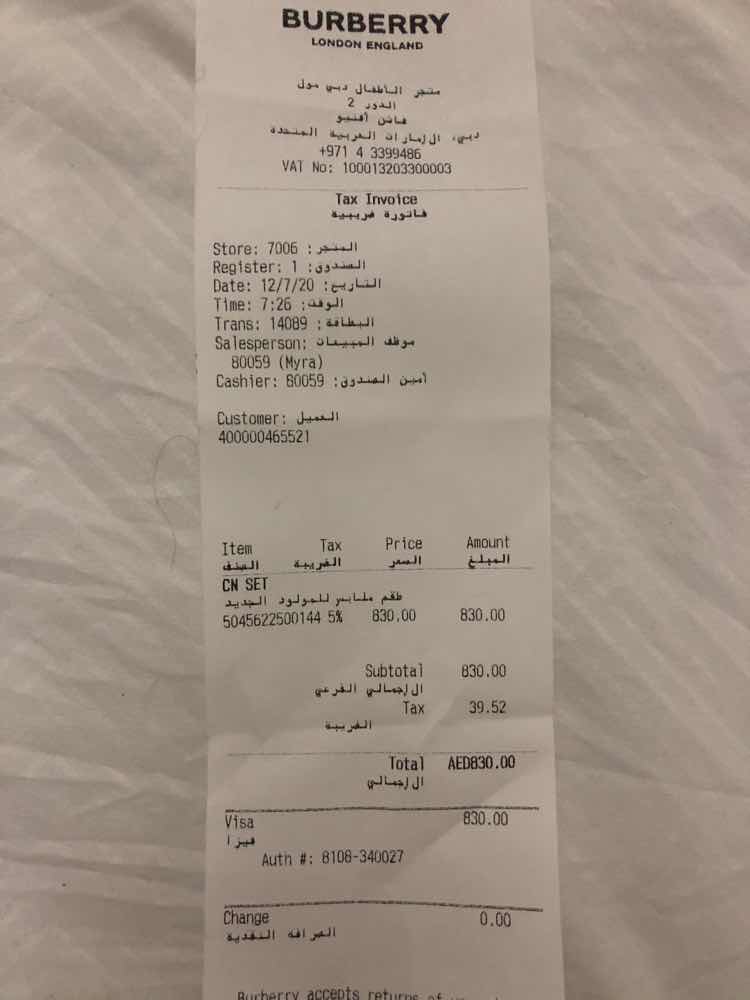 BURBERRY
LONDON ENGLAND
متجر الأطفال دبي مول
الدور 2
فاشن أفنيو
دبي، الإمارات العربية المتحدة
+971 4 3399486
VAT No: 100013203300003
Tax Invoice
فاتورة ضريبية
Store: 7006 : المتجر
Register: 1 : الصندوق
Date: 12/7/20 : التاريخ
Time: 7:26 : الوقت
Trans: 14089 : البطاقة
Salesperson: موظف المبيعات
80059 (Myra)
Cashier: 80059 : أمين الصندوق
Customer: العميل
400000465521
Item Tax Price Amount
الصنف الضريبة السعر المبلغ
CN SET
طقم ملابس للمولود الجديد
5045622500144 5% 830.00 830.00
Subtotal 830.00
الإجمالي الفرعي
Tax 39.52
الضريبة
Total AED830.00
الإجمالي
Visa 830.00
فيزا
Auth #: 8108-340027
Change 0.00
الصرافة النقدية
Burberry accepts returns of